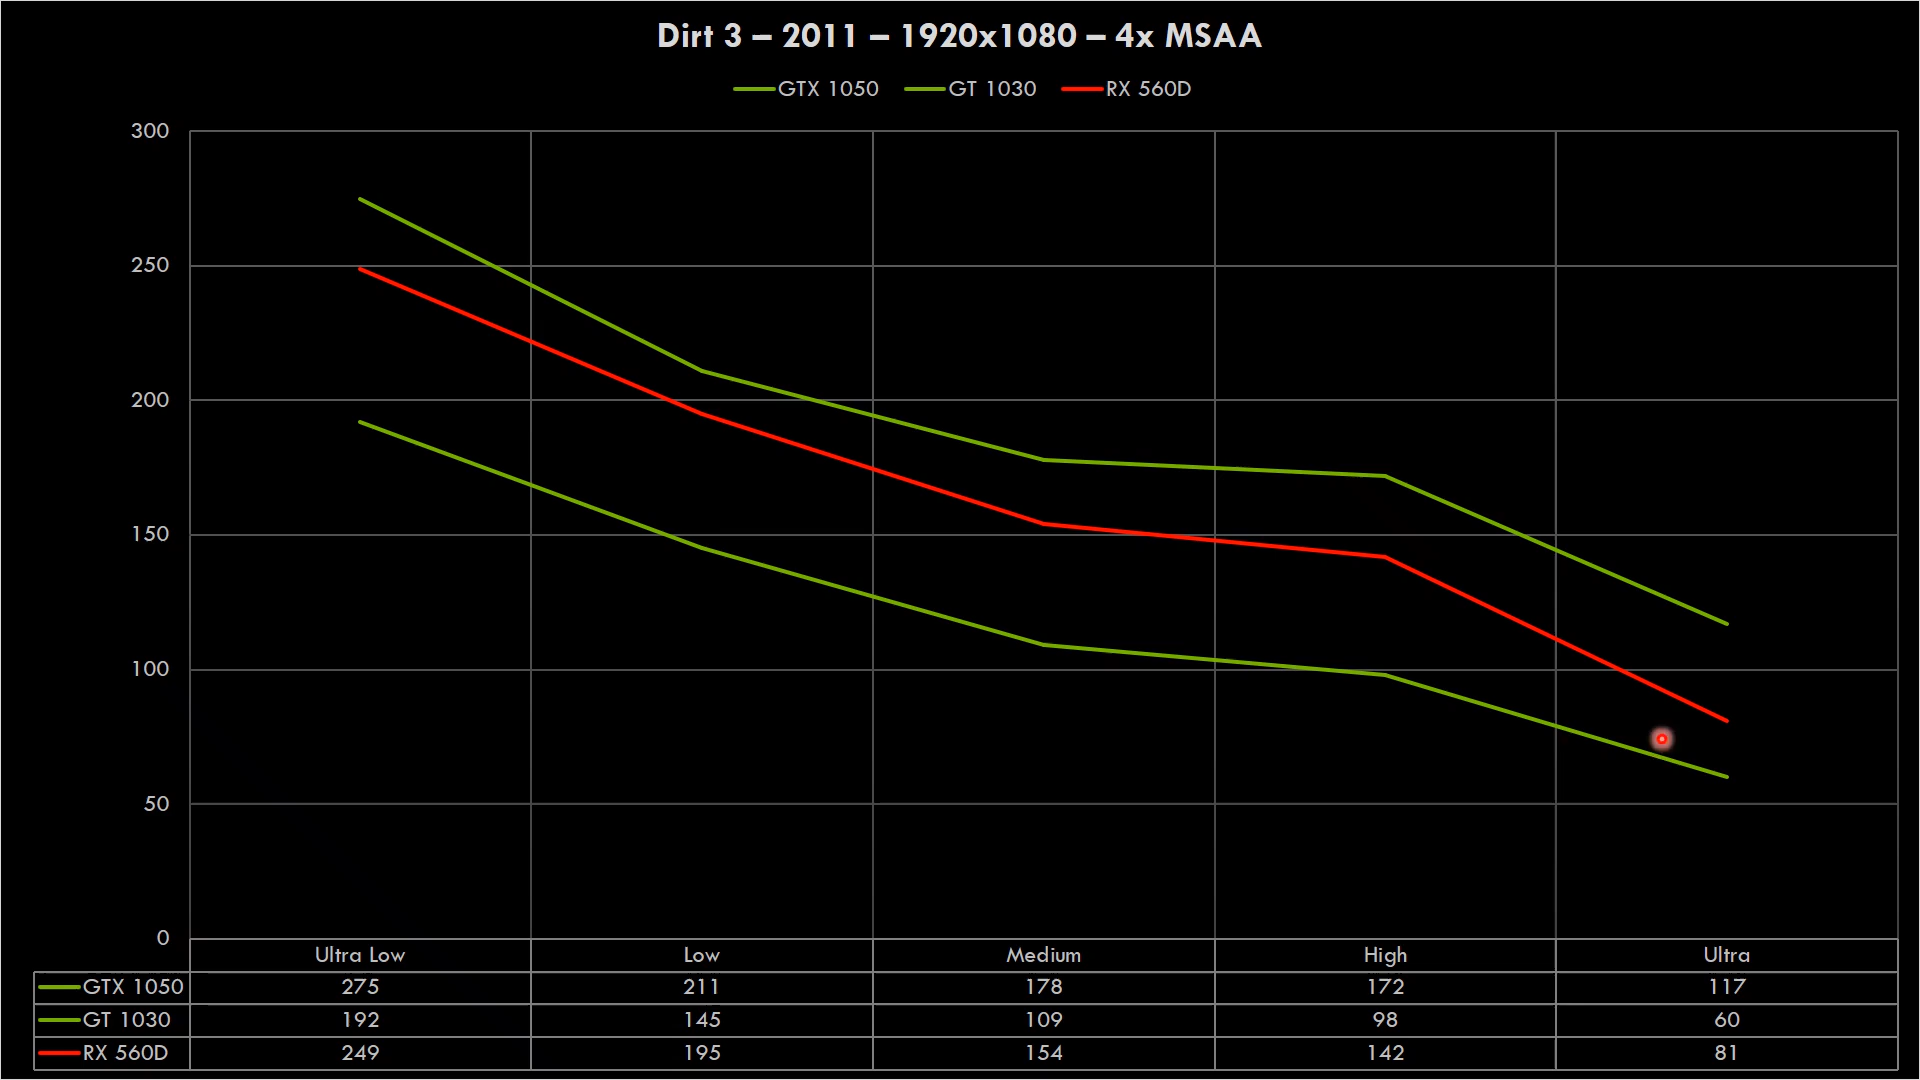 Dirt 3 – 2011 – 1920x1080 – 4x MSAA
GTX 1050 GT 1030 RX 560D
300
250
200
150
100
50
0
Ultra Low Low Medium High Ultra
GTX 1050 275 211 178 172 117
GT 1030 192 145 109 98 60
RX 560D 249 195 154 142 81